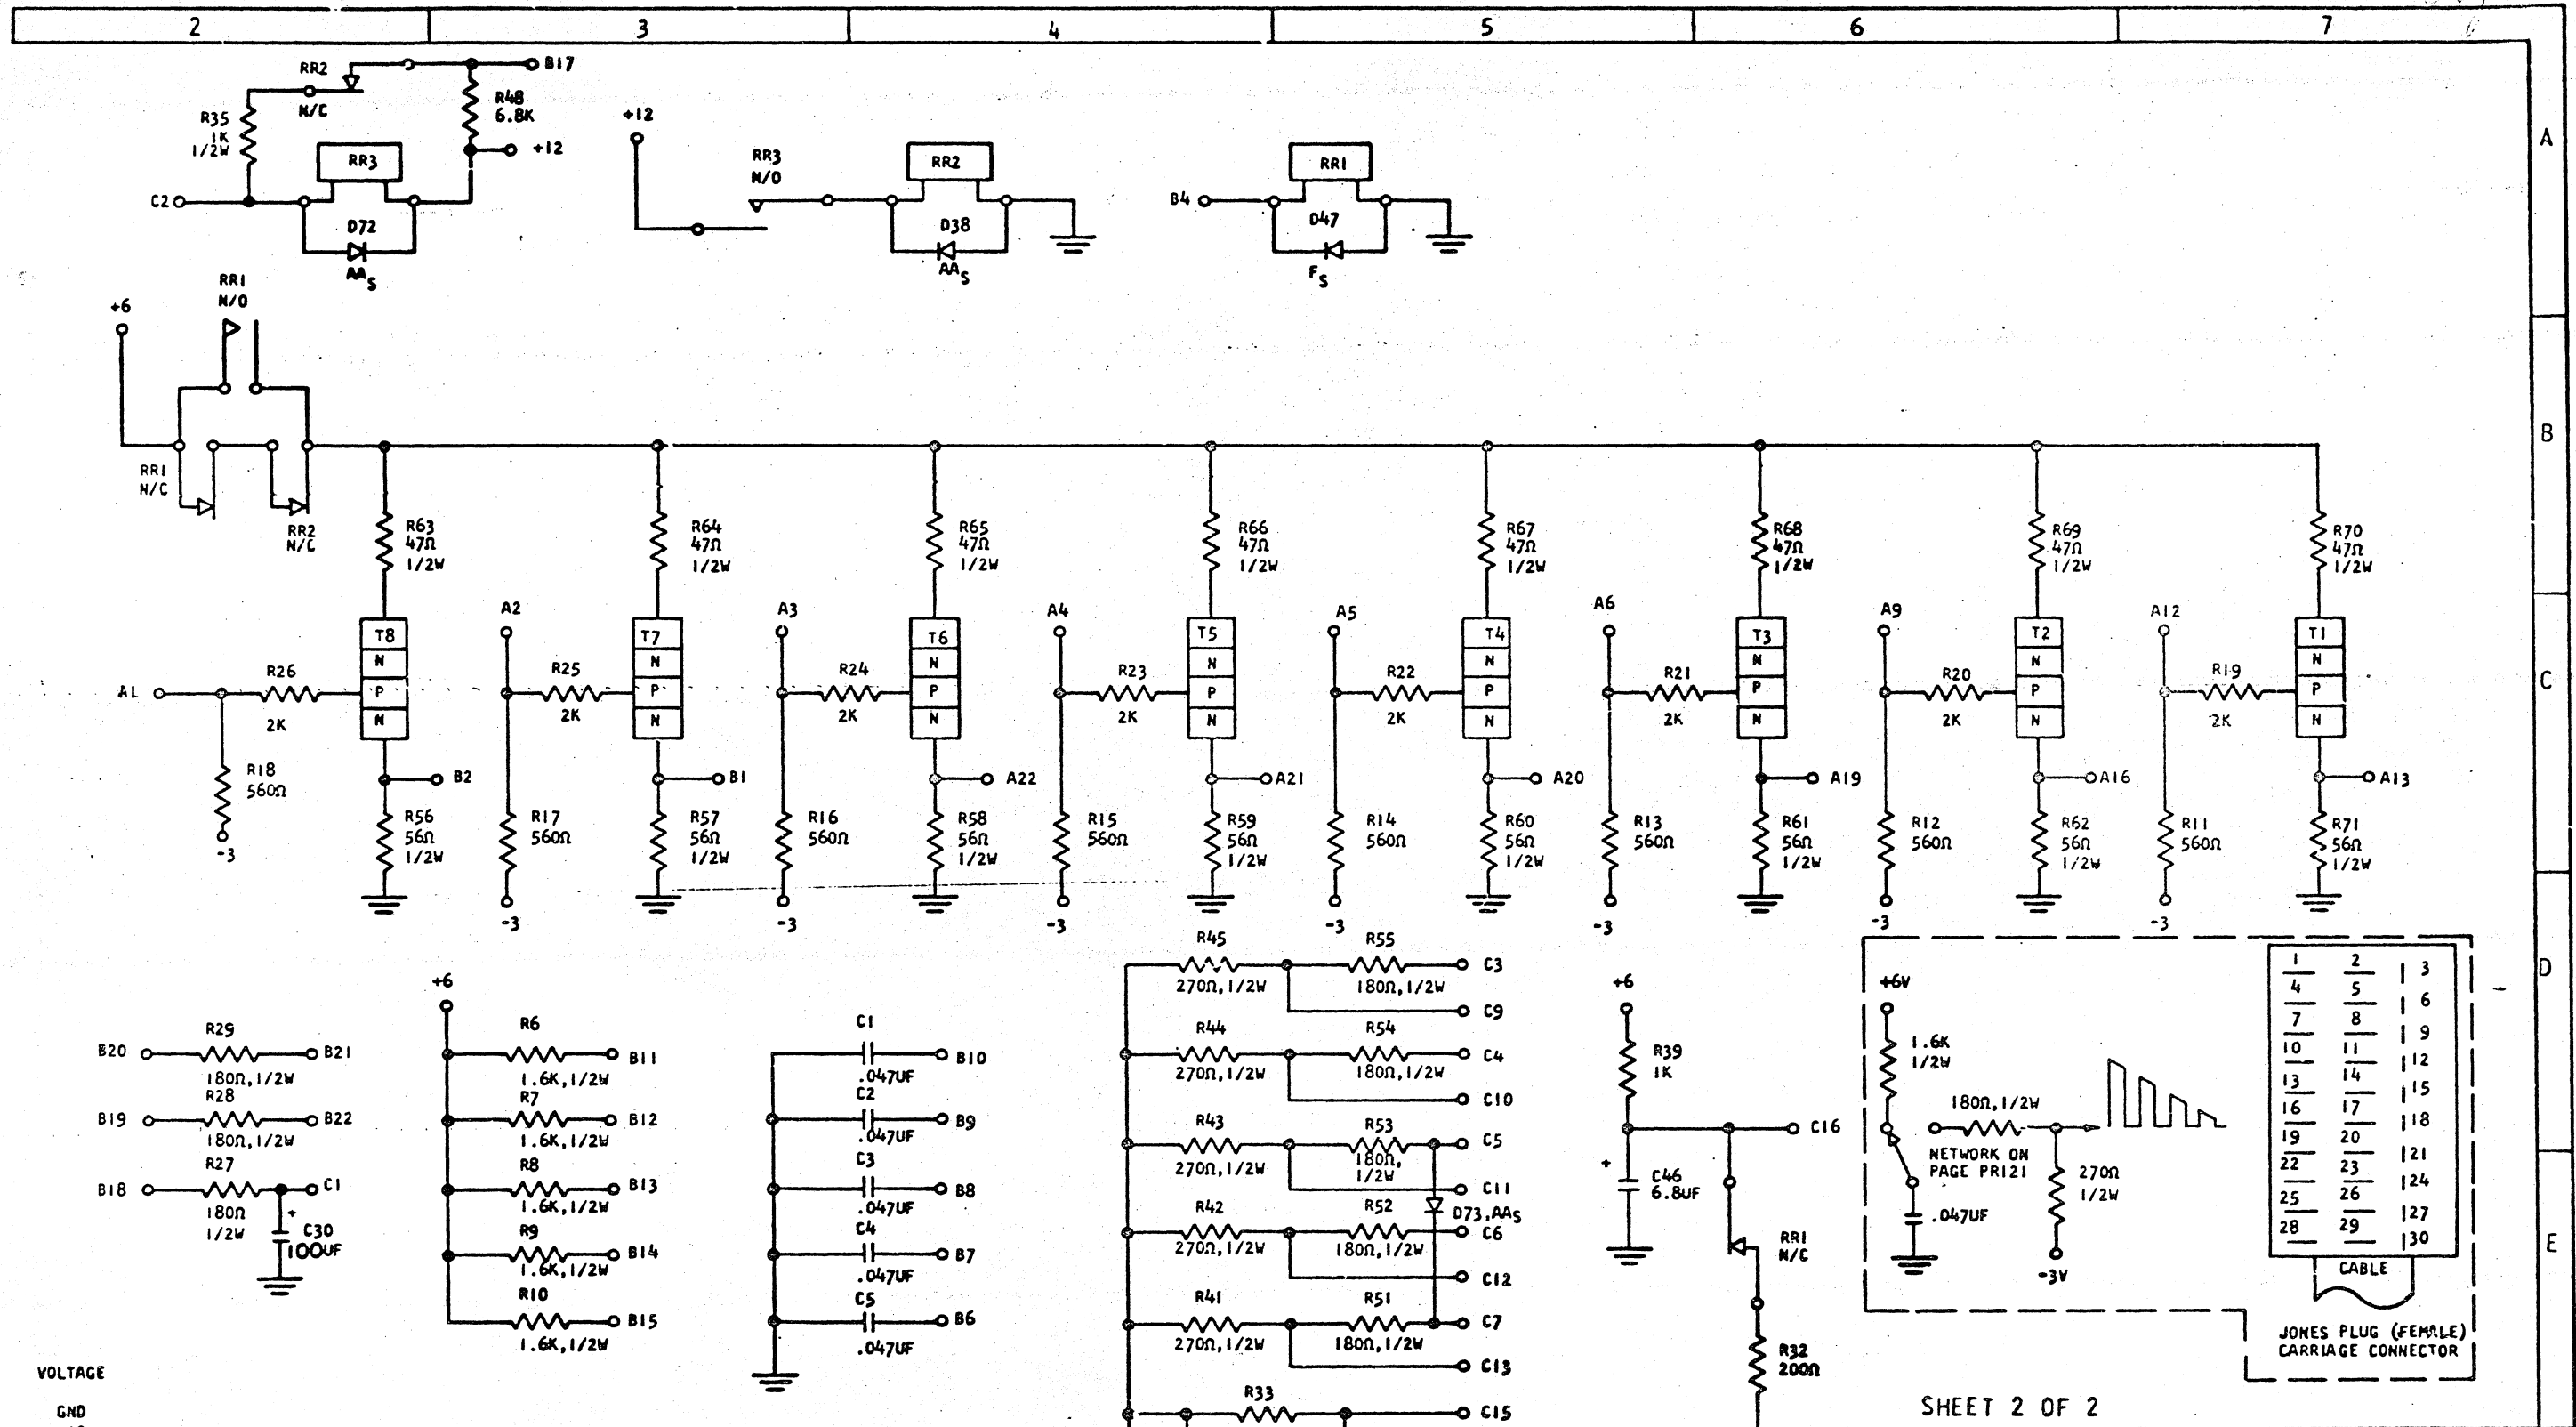 2 3 4 5 6 7
A
B
C
D
E
RR2
N/C
B17
R48
6.8K
R35
1K
1/2W
+12
RR3
C2
D72
AAS
+12
RR3
N/O
RR2
D38
AAS
RR1
B4
D47
FS
RR1
N/O
+6
RR1
N/C
RR2
N/C
R63
47Ω
1/2W
R64
47Ω
1/2W
R65
47Ω
1/2W
R66
47Ω
1/2W
R67
47Ω
1/2W
R68
47Ω
1/2W
R69
47Ω
1/2W
R70
47Ω
1/2W
A1
R26
2K
T8
N
P
N
R18
560Ω
-3
B2
R56
56Ω
1/2W
A2
R25
2K
T7
N
P
N
R17
560Ω
-3
B1
R57
56Ω
1/2W
A3
R24
2K
T6
N
P
N
R16
560Ω
-3
A22
R58
56Ω
1/2W
A4
R23
2K
T5
N
P
N
R15
560Ω
-3
A21
R59
56Ω
1/2W
A5
R22
2K
T4
N
P
N
R14
560Ω
-3
A20
R60
56Ω
1/2W
A6
R21
2K
T3
N
P
N
R13
560Ω
-3
A19
R61
56Ω
1/2W
A9
R20
2K
T2
N
P
N
R12
560Ω
-3
A16
R62
56Ω
1/2W
A12
R19
2K
T1
N
P
N
R11
560Ω
-3
A13
R71
56Ω
1/2W
B20
R29
B21
180Ω,1/2W
B19
R28
B22
180Ω,1/2W
B18
R27
C1
180Ω
1/2W
+
C30
100UF
+6
R6
B11
1.6K,1/2W
R7
B12
1.6K,1/2W
R8
B13
1.6K,1/2W
R9
B14
1.6K,1/2W
R10
B15
1.6K,1/2W
C1
B10
.047UF
C2
B9
.047UF
C3
B8
.047UF
C4
B7
.047UF
C5
B6
.047UF
R45
R55
C3
270Ω,1/2W
180Ω,1/2W
C9
R44
R54
C4
270Ω,1/2W
180Ω,1/2W
C10
R43
R53
C5
270Ω,1/2W
180Ω,
1/2W
C11
D73,AAS
R42
R52
C6
270Ω,1/2W
180Ω,1/2W
C12
R41
R51
C7
270Ω,1/2W
180Ω,1/2W
C13
R33
C15
+6
R39
1K
C16
+
C46
6.8UF
RR1
N/C
R32
200Ω
+6V
1.6K
1/2W
180Ω,1/2W
NETWORK ON
PAGE PR121
270Ω
1/2W
.047UF
-3V
1 2 3
4 5 6
7 8 9
10 11 12
13 14 15
16 17 18
19 20 21
22 23 24
25 26 27
28 29 30
CABLE
JONES PLUG (FEMALE)
CARRIAGE CONNECTOR
VOLTAGE
GND
SHEET 2 OF 2